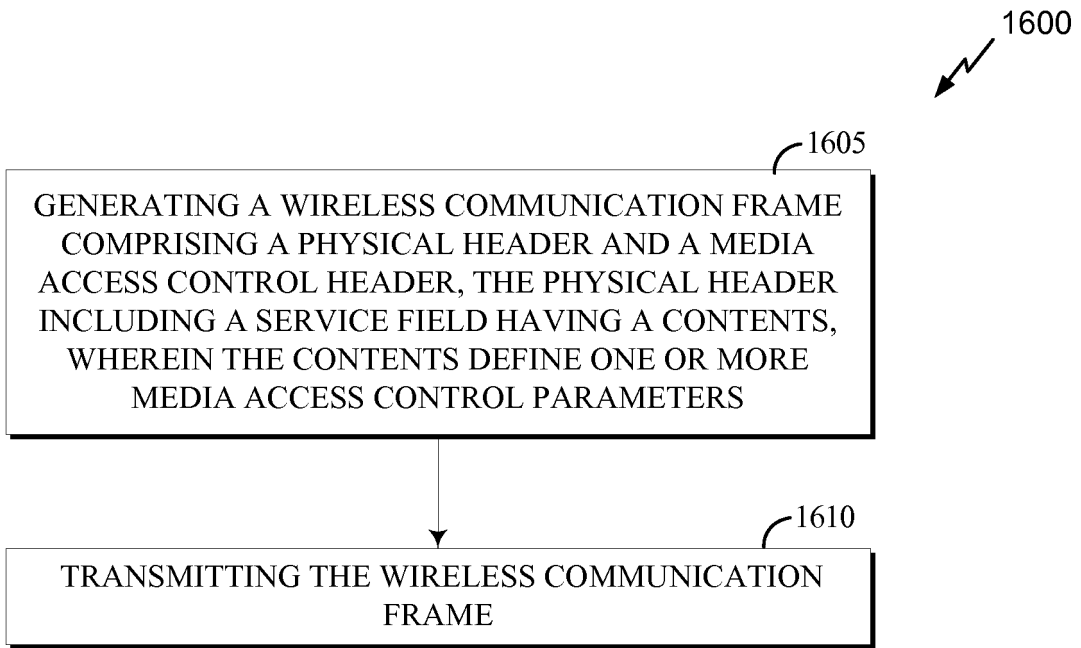 1600
1605
GENERATING A WIRELESS COMMUNICATION FRAME
COMPRISING A PHYSICAL HEADER AND A MEDIA
ACCESS CONTROL HEADER, THE PHYSICAL HEADER
INCLUDING A SERVICE FIELD HAVING A CONTENTS,
WHEREIN THE CONTENTS DEFINE ONE OR MORE
MEDIA ACCESS CONTROL PARAMETERS
1610
TRANSMITTING THE WIRELESS COMMUNICATION
FRAME